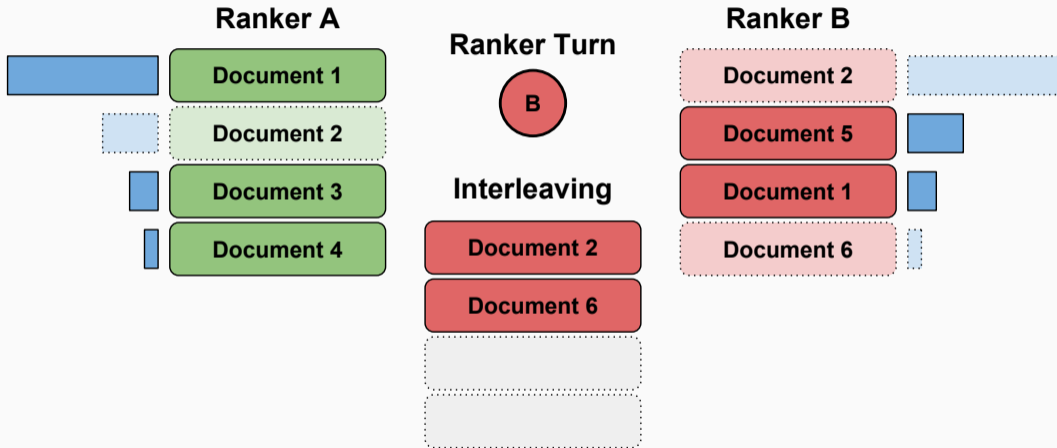 Ranker A
Document 1
Document 2
Document 3
Document 4
Ranker Turn
B
Interleaving
Document 2
Document 6
Ranker B
Document 2
Document 5
Document 1
Document 6